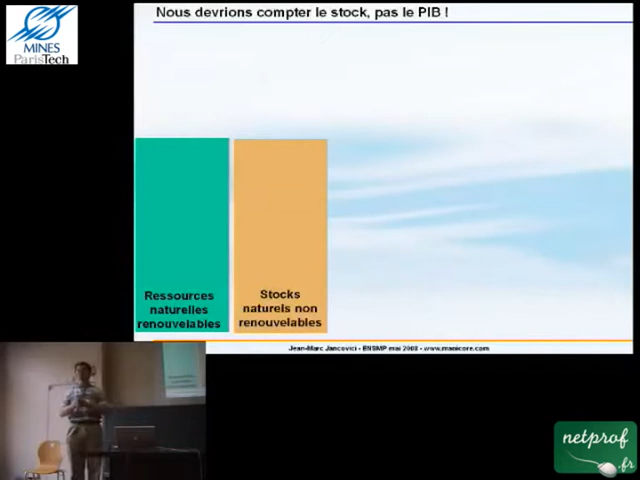 Nous devrions compter le stock, pas le PIB !
MINES
ParisTech
Ressources
naturelles
renouvelables
Stocks
naturels non
renouvelables
Jean-Marc Jancovici - ENSMP mai 2008 - www.manicore.com
netprof
.fr